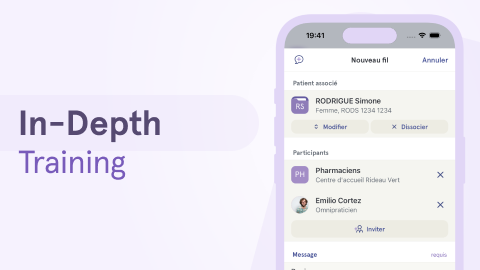 In-Depth
Training
19:41
Nouveau fil
Annuler
Patient associé
RS
RODRIGUE Simone
Femme, RODS 1234 1234
Modifier
Dissocier
Participants
PH
Pharmaciens
Centre d'accueil Rideau Vert
Emilio Cortez
Omnipraticien
Inviter
Message
requis